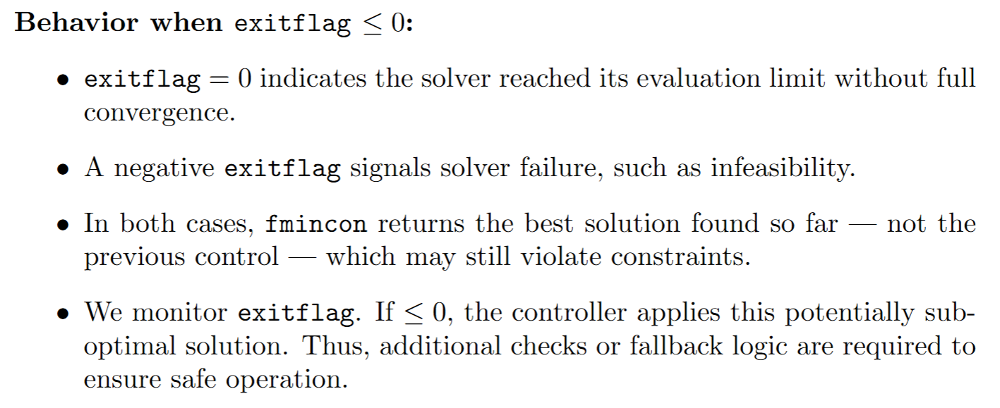 Behavior when exitflag ≤ 0:
• exitflag = 0 indicates the solver reached its evaluation limit without full
convergence.
• A negative exitflag signals solver failure, such as infeasibility.
• In both cases, fmincon returns the best solution found so far — not the
previous control — which may still violate constraints.
• We monitor exitflag. If ≤ 0, the controller applies this potentially sub-
optimal solution. Thus, additional checks or fallback logic are required to
ensure safe operation.